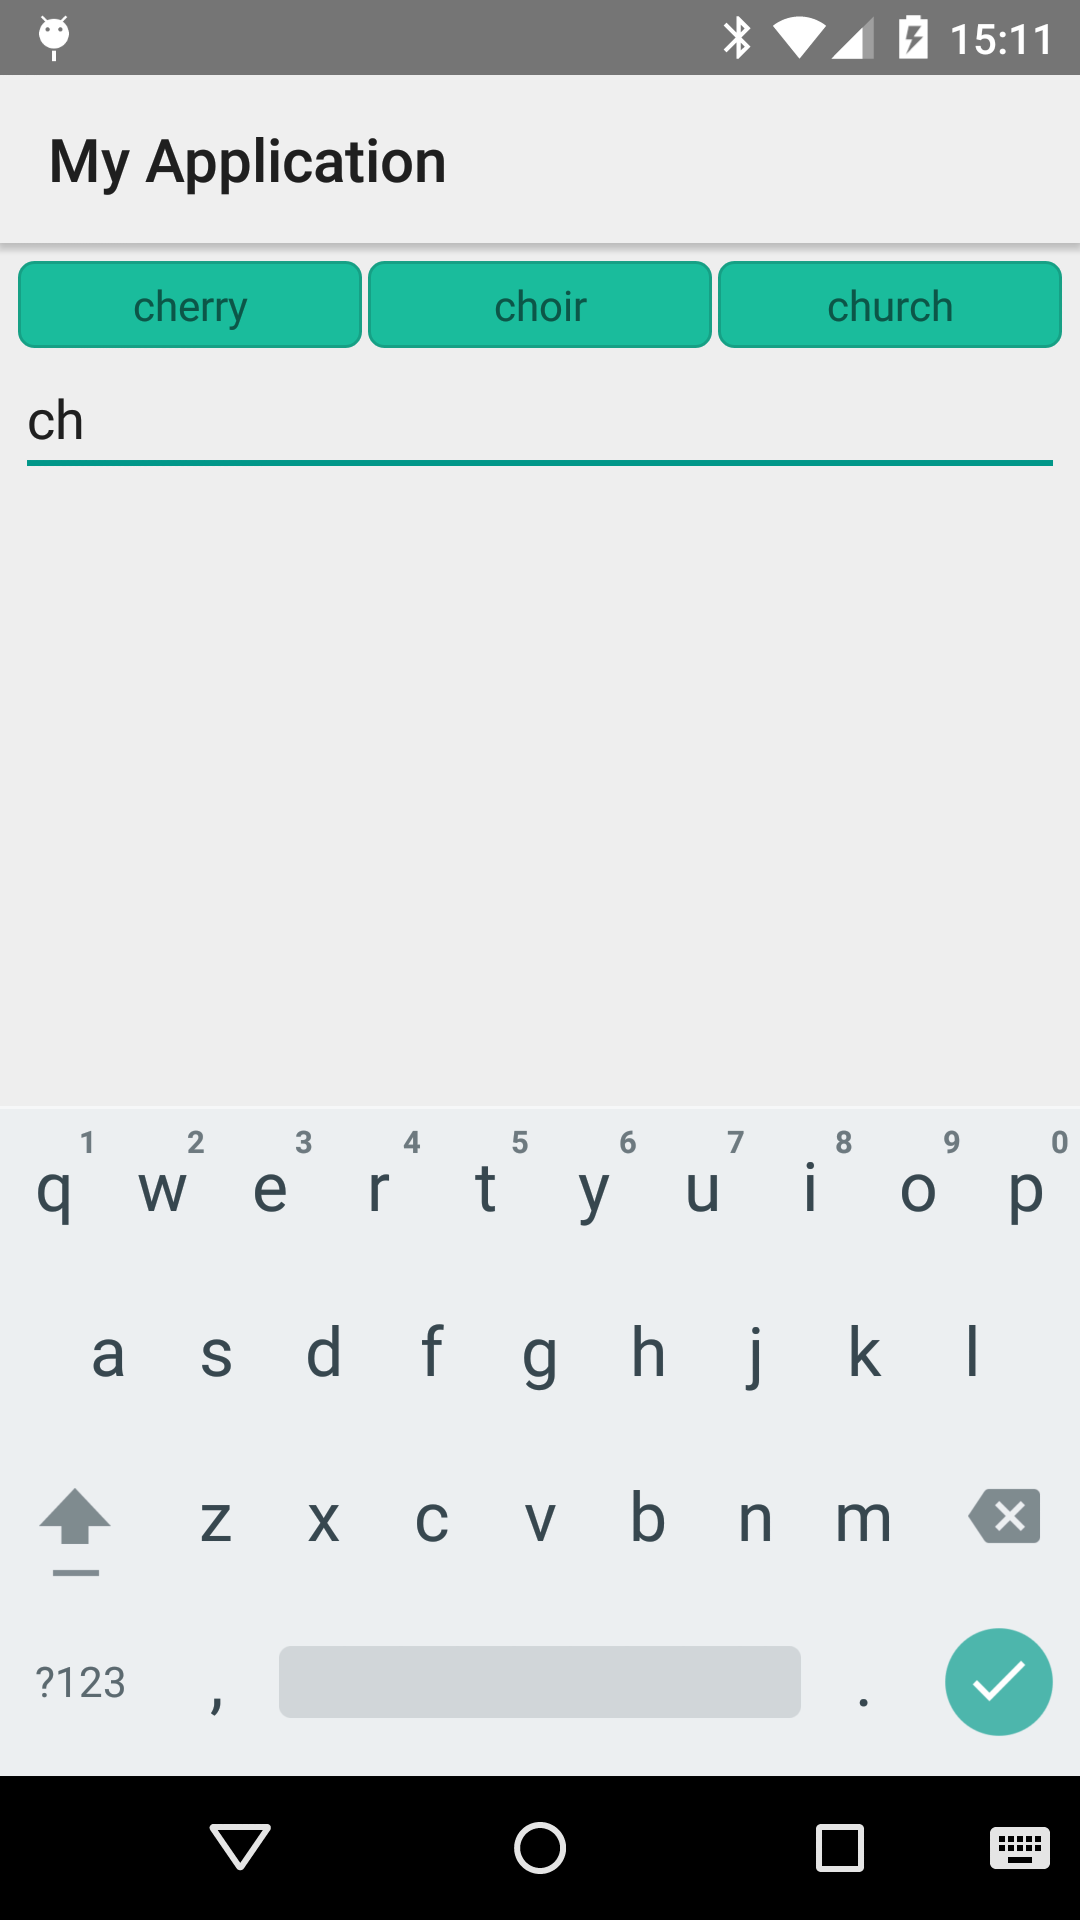 15:11
My Application
cherry choir church
ch
1 2 3 4 5 6 7 8 9 0
q w e r t y u i o p
a s d f g h j k l
z x c v b n m
?123 , .